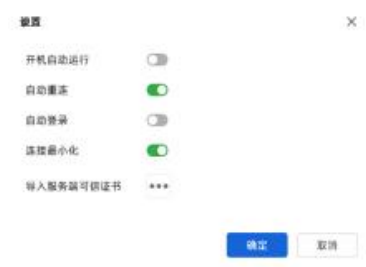 设置
开机自动运行
自动重连
自动登录
连接最小化
导入服务端可信证书
确定
取消